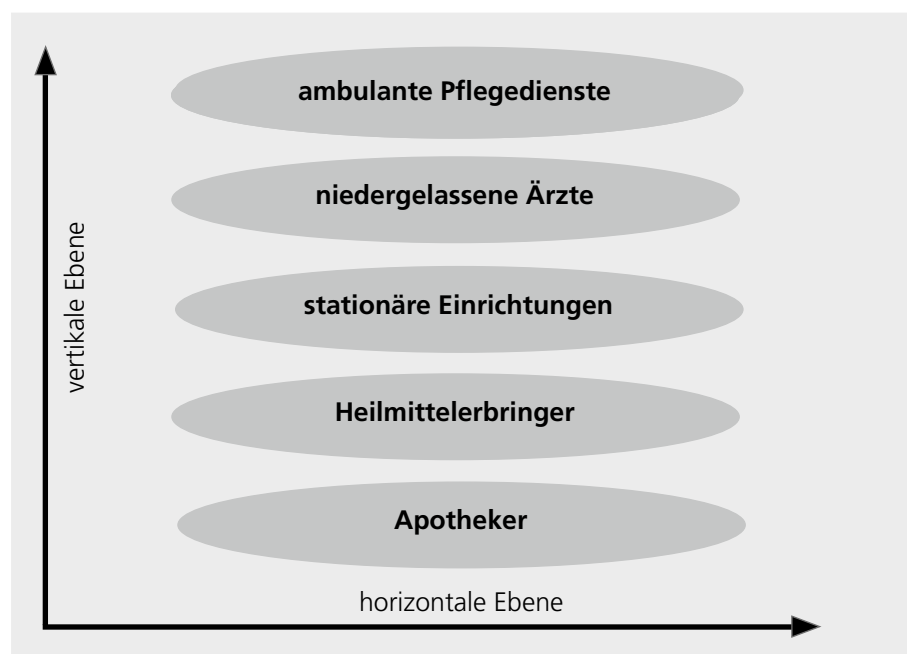 ambulante Pflegedienste
niedergelassene Ärzte
stationäre Einrichtungen
Heilmittelerbringer
Apotheker
vertikale Ebene
horizontale Ebene